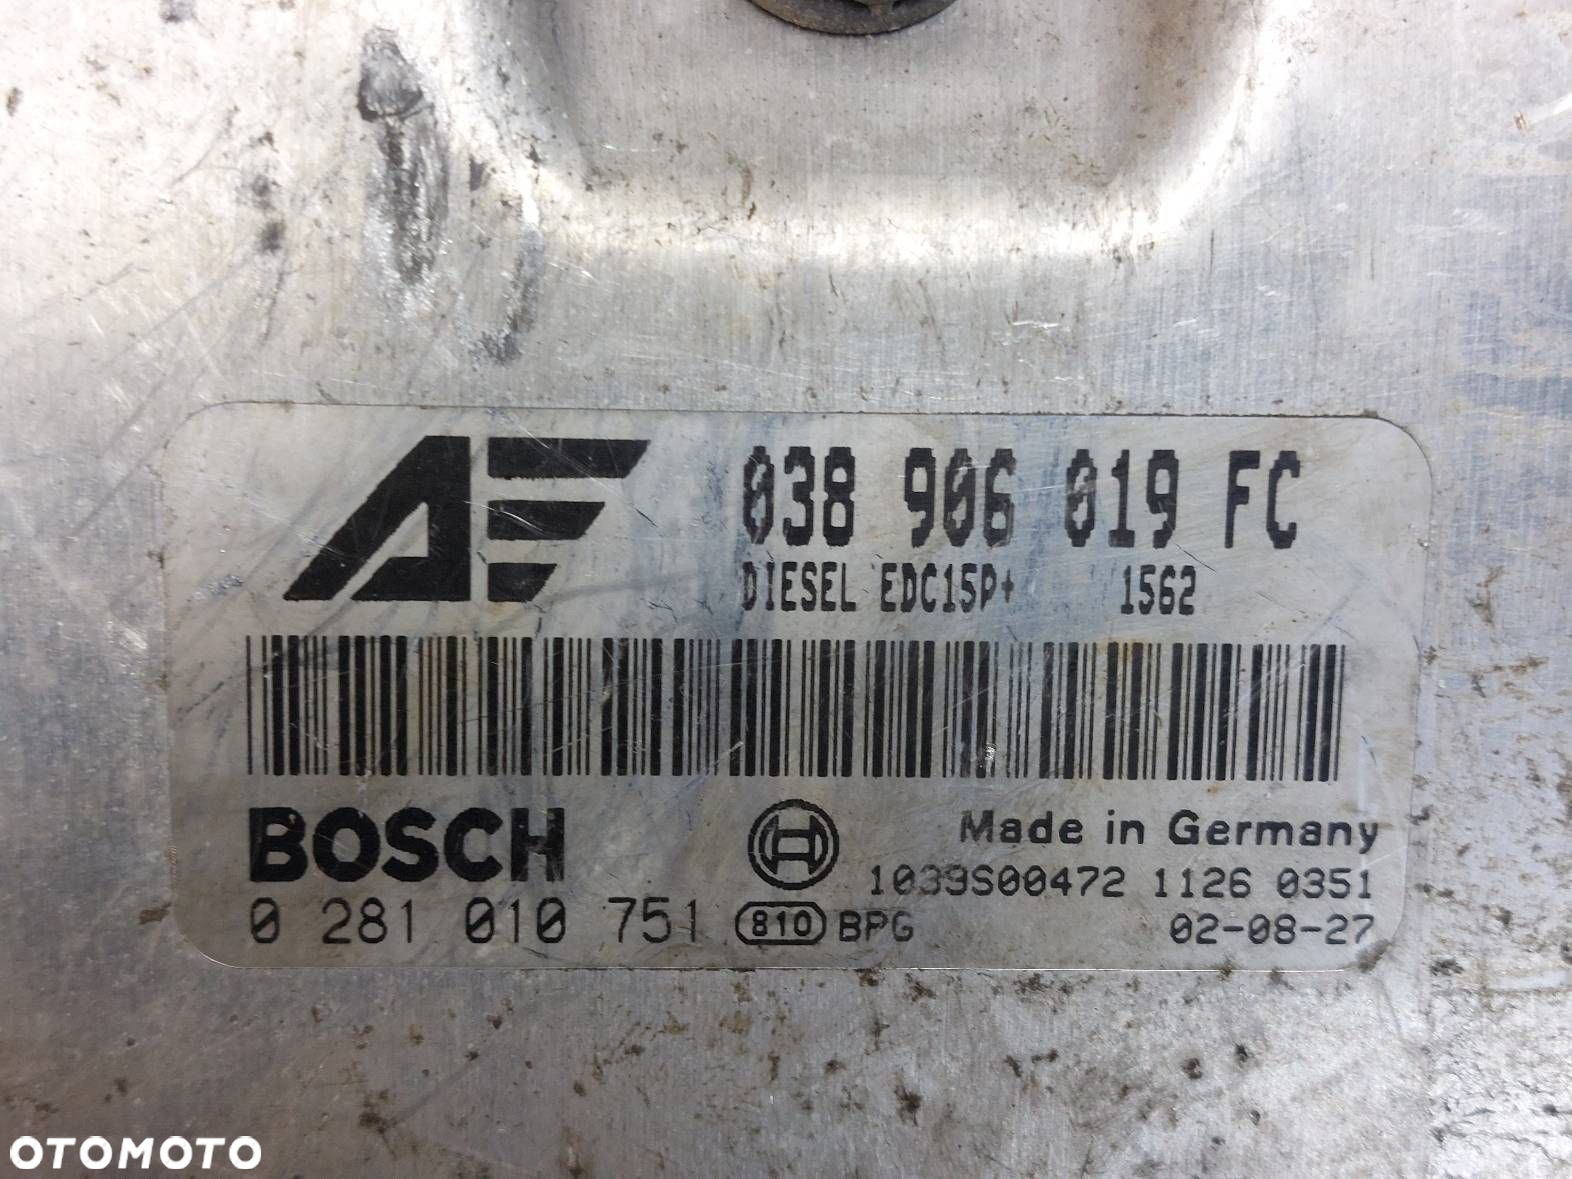 AF 038 906 019 FC
DIESEL EDC15P+ 1562
BOSCH
Made in Germany
1039S00472 1126 0351
0 281 010 751 810 BPG 02-08-27
OTOMOTO